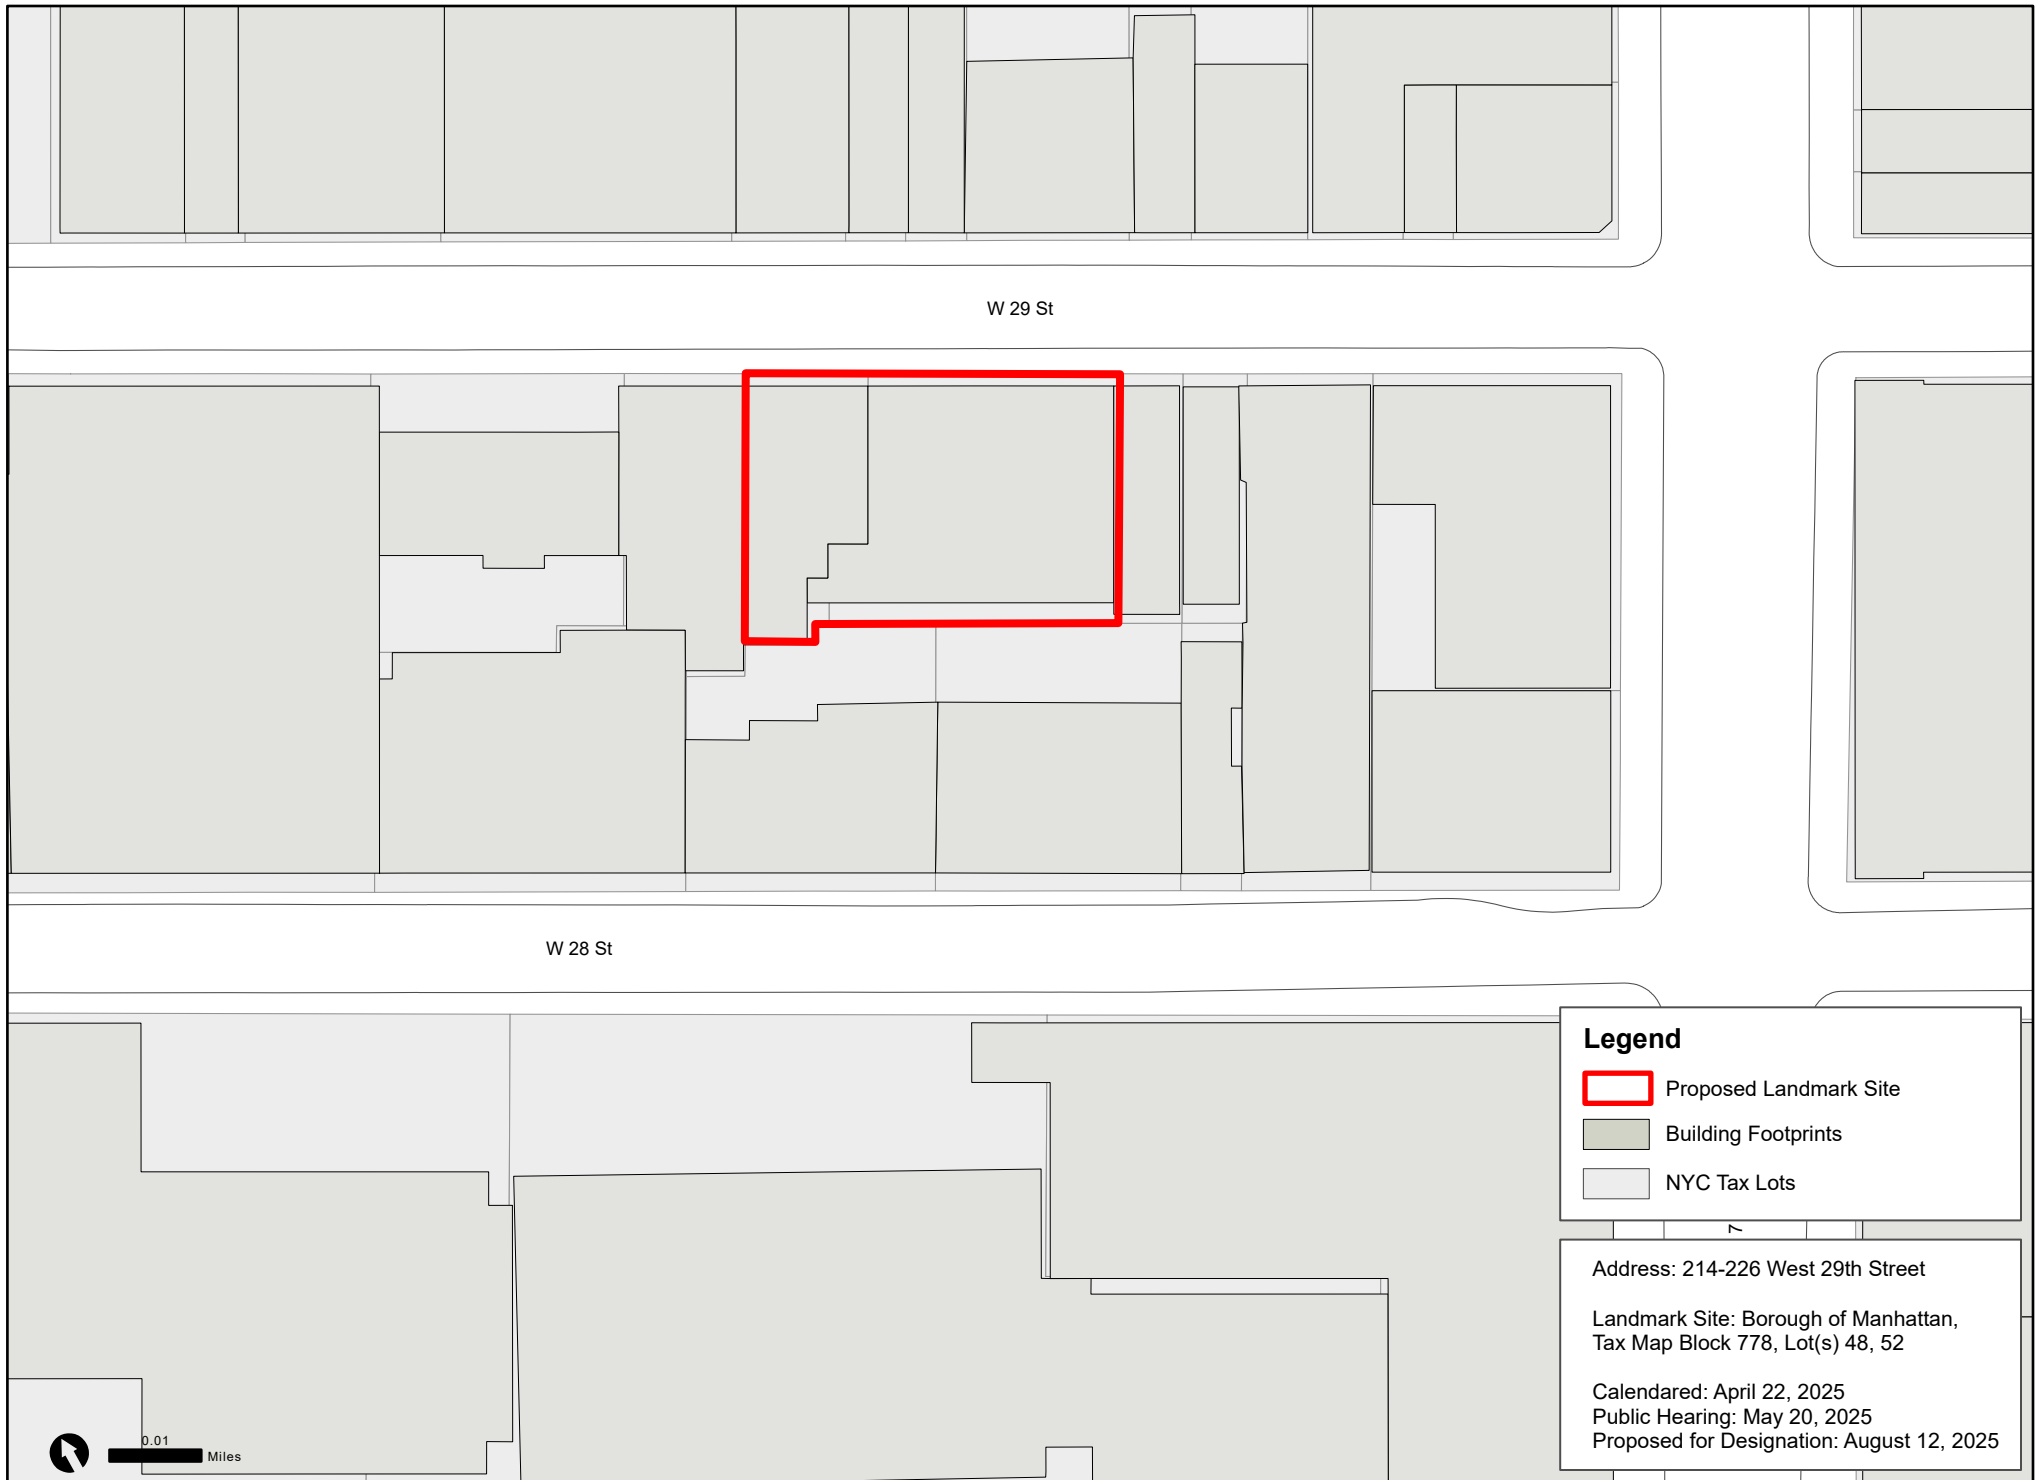 W 29 St
W 28 St
Legend
Proposed Landmark Site
Building Footprints
NYC Tax Lots
7
Address: 214-226 West 29th Street
Landmark Site: Borough of Manhattan,
Tax Map Block 778, Lot(s) 48, 52
Calendared: April 22, 2025
Public Hearing: May 20, 2025
Proposed for Designation: August 12, 2025
0.01
Miles